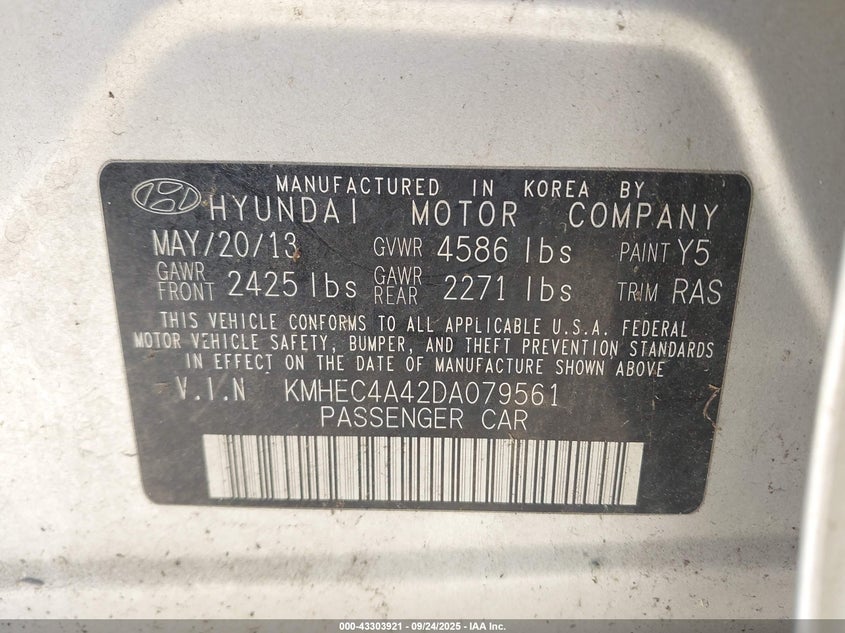 MANUFACTURED IN KOREA BY
HYUNDAI MOTOR COMPANY
MAY/20/13 GVWR 4586 lbs PAINT Y5
GAWR FRONT 2425 lbs GAWR REAR 2271 lbs TRIM RAS
THIS VEHICLE CONFORMS TO ALL APPLICABLE U.S.A. FEDERAL
MOTOR VEHICLE SAFETY, BUMPER, AND THEFT PREVENTION STANDARDS
IN EFFECT ON THE DATE OF MANUFACTURE SHOWN ABOVE
V.I.N KMHEC4A42DA079561
PASSENGER CAR
000-43303921 - 09/24/2025 - IAA Inc.